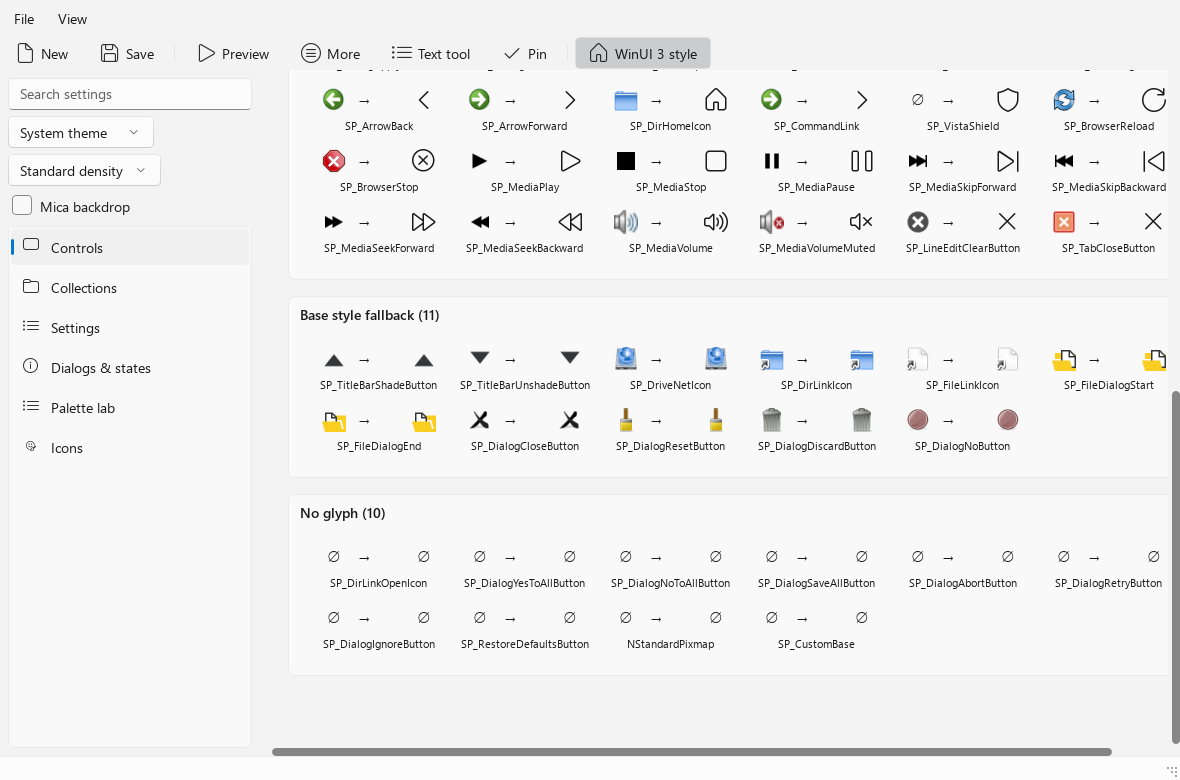 File View
New Save Preview More Text tool Pin WinUI 3 style
Search settings
System theme
Standard density
Mica backdrop
Controls
Collections
Settings
Dialogs & states
Palette lab
Icons
SP_ArrowBack SP_ArrowForward SP_DirHomeIcon SP_CommandLink SP_VistaShield SP_BrowserReload
SP_BrowserStop SP_MediaPlay SP_MediaStop SP_MediaPause SP_MediaSkipForward SP_MediaSkipBackward
SP_MediaSeekForward SP_MediaSeekBackward SP_MediaVolume SP_MediaVolumeMuted SP_LineEditClearButton SP_TabCloseButton
Base style fallback (11)
SP_TitleBarShadeButton SP_TitleBarUnshadeButton SP_DriveNetIcon SP_DirLinkIcon SP_FileLinkIcon SP_FileDialogStart
SP_FileDialogEnd SP_DialogCloseButton SP_DialogResetButton SP_DialogDiscardButton SP_DialogNoButton
No glyph (10)
SP_DirLinkOpenIcon SP_DialogYesToAllButton SP_DialogNoToAllButton SP_DialogSaveAllButton SP_DialogAbortButton SP_DialogRetryButton
SP_DialogIgnoreButton SP_RestoreDefaultsButton NStandardPixmap SP_CustomBase